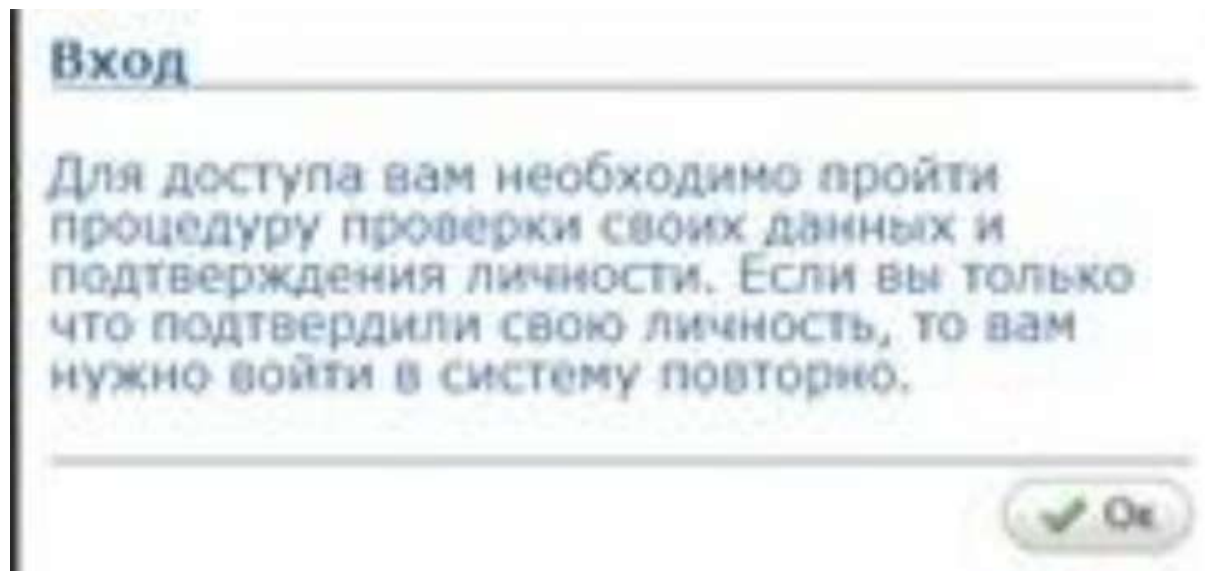 Вход
Для доступа вам необходимо пройти
процедуру проверки своих данных и
подтверждения личности. Если вы только
что подтвердили свою личность, то вам
нужно войти в систему повторно.
Ок